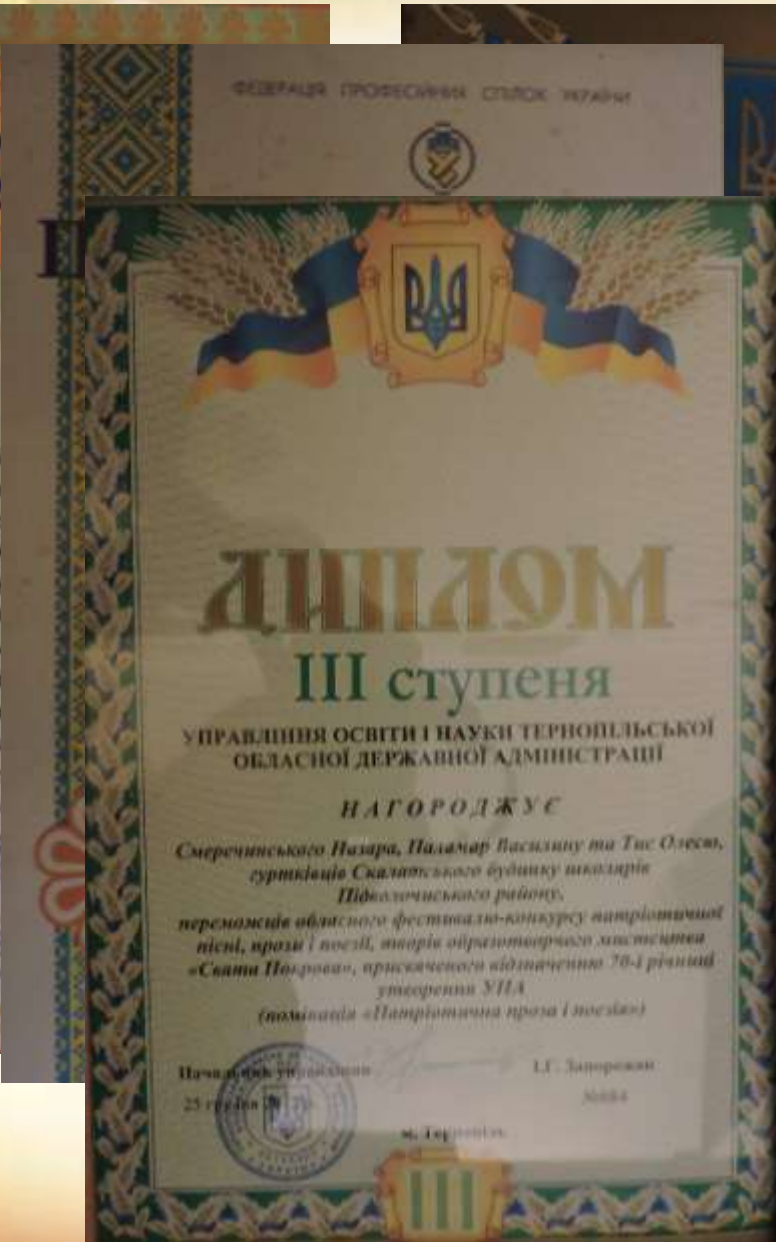 ФЕДЕРАЦІЯ ПРОФЕСІЙНИХ СПІЛОК УКРАЇНИ
П
ДИПЛОМ
III ступеня
УПРАВЛІННЯ ОСВІТИ І НАУКИ ТЕРНОПІЛЬСЬКОЇ
ОБЛАСНОЇ ДЕРЖАВНОЇ АДМІНІСТРАЦІЇ
НАГОРОДЖУЄ
Смеречинського Назара, Паламар Василину та Тис Олесю,
гуртківців Скалатського будинку школярів
Підволочиського району,
переможців обласного фестивалю-конкурсу патріотичної
пісні, прози і поезії, творів образотворчого мистецтва
«Свята Покрова», присвяченого відзначенню 70-ї річниці
утворення УПА
(номінація «Патріотична проза і поезія»)
Начальник управління І.Г. Запорожан
25 грудня
м. Тернопіль
III